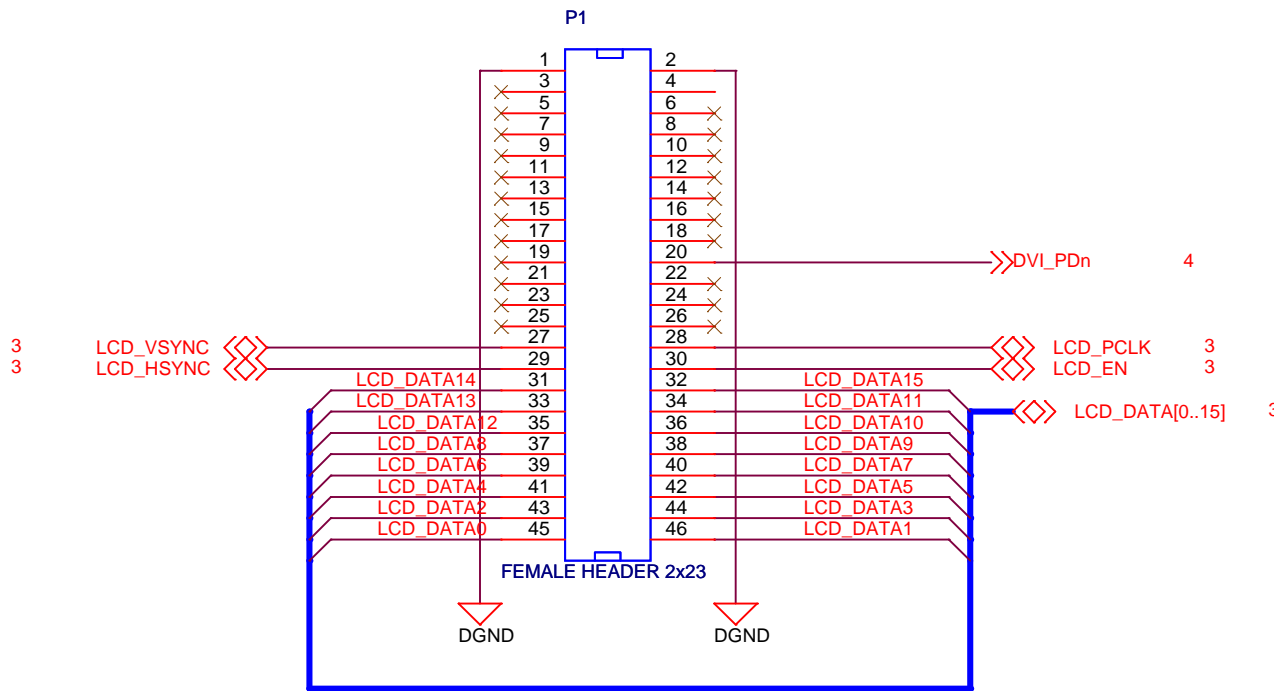 P1
1 2
3 4
5 6
7 8
9 10
11 12
13 14
15 16
17 18
19 20 DVI_PDn 4
21 22
23 24
25 26
3 LCD_VSYNC 27 28 LCD_PCLK 3
3 LCD_HSYNC 29 30 LCD_EN 3
LCD_DATA14 31 32 LCD_DATA15
LCD_DATA13 33 34 LCD_DATA11 LCD_DATA[0..15] 3
LCD_DATA12 35 36 LCD_DATA10
LCD_DATA8 37 38 LCD_DATA9
LCD_DATA6 39 40 LCD_DATA7
LCD_DATA4 41 42 LCD_DATA5
LCD_DATA2 43 44 LCD_DATA3
LCD_DATA0 45 46 LCD_DATA1
FEMALE HEADER 2x23
DGND DGND